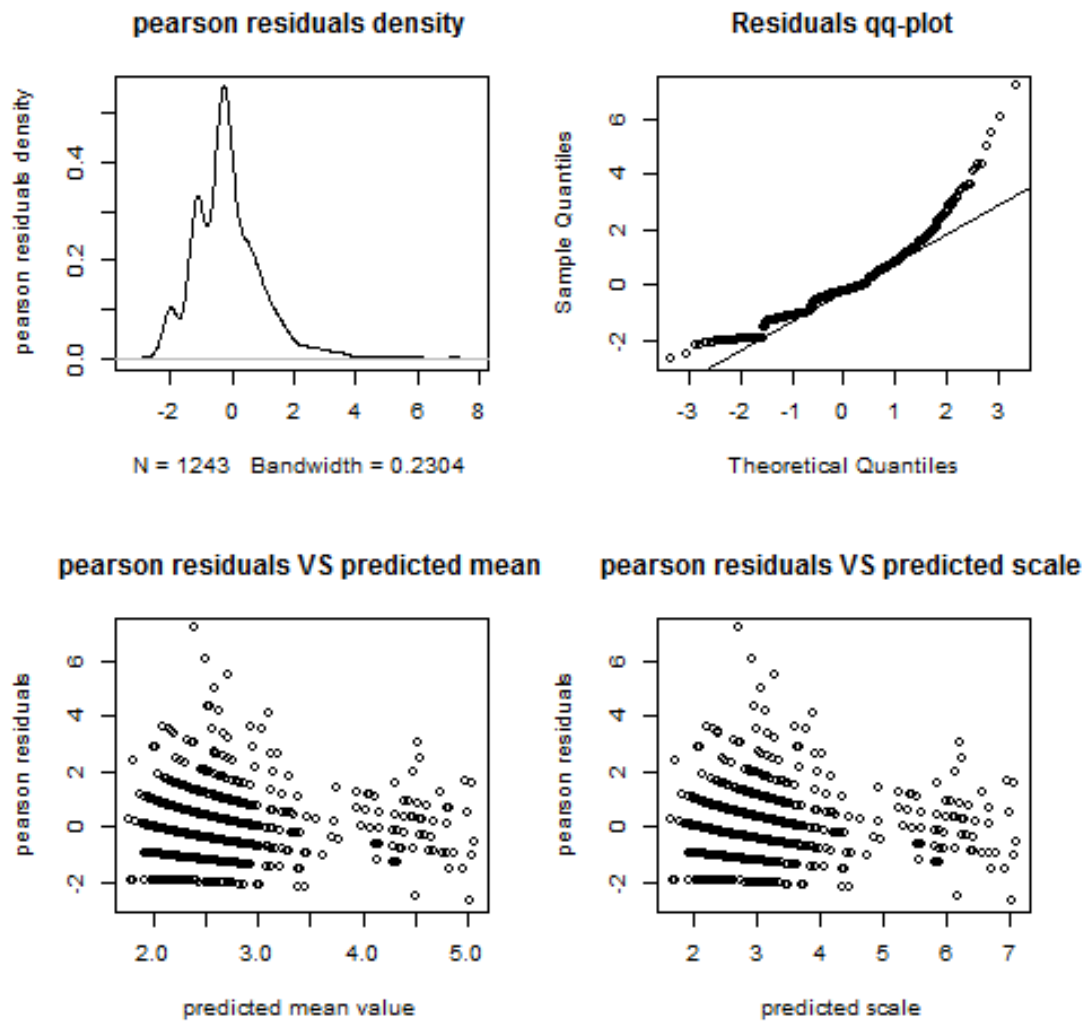 pearson residuals density
pearson residuals density
0.0 0.2 0.4
-2 0 2 4 6 8
N = 1243 Bandwidth = 0.2304
Residuals qq-plot
Sample Quantiles
-2 0 2 4 6
-3 -2 -1 0 1 2 3
Theoretical Quantiles
pearson residuals VS predicted mean
pearson residuals
-2 0 2 4 6
2.0 3.0 4.0 5.0
predicted mean value
pearson residuals VS predicted scale
pearson residuals
-2 0 2 4 6
2 3 4 5 6 7
predicted scale